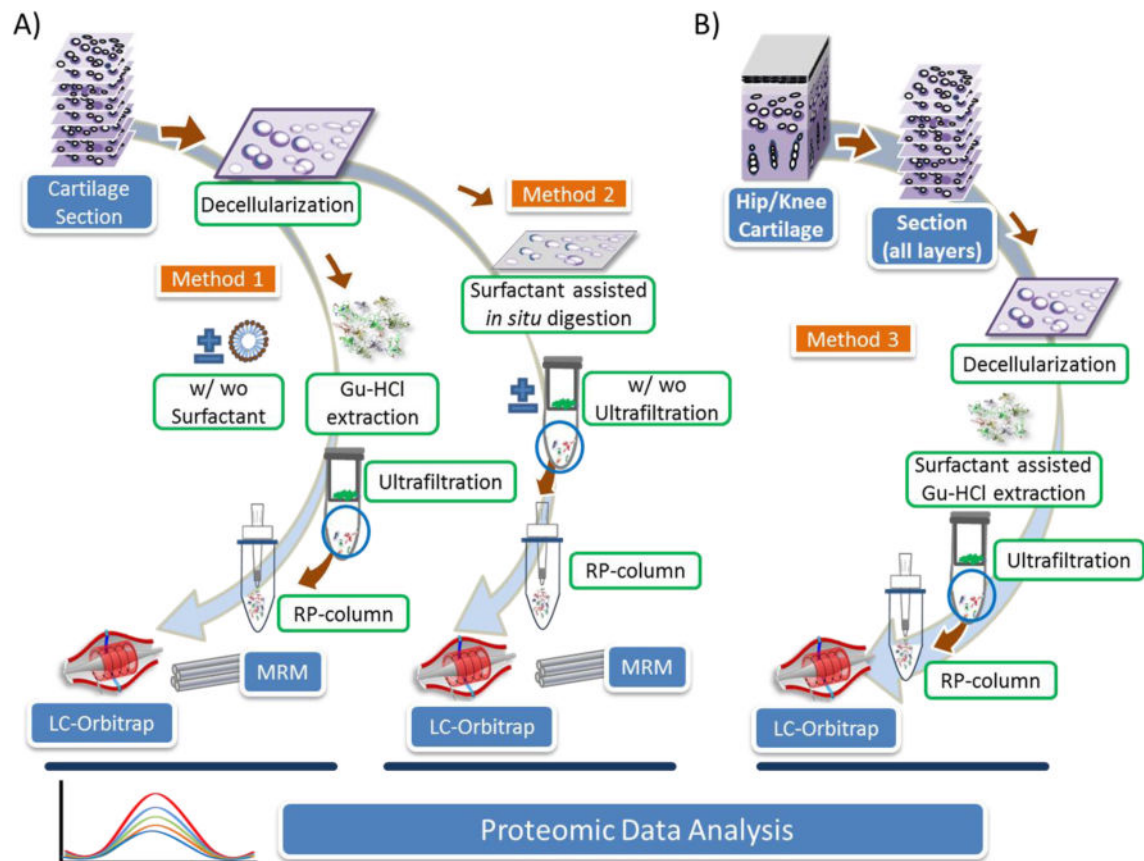 A)
Cartilage
Section
Decellularization
Method 1
w/ wo
Surfactant
Gu-HCl
extraction
Ultrafiltration
RP-column
LC-Orbitrap
MRM
Method 2
Surfactant assisted
in situ digestion
w/ wo
Ultrafiltration
RP-column
LC-Orbitrap
MRM
B)
Hip/Knee
Cartilage
Section
(all layers)
Method 3
Decellularization
Surfactant assisted
Gu-HCl extraction
Ultrafiltration
RP-column
LC-Orbitrap
Proteomic Data Analysis